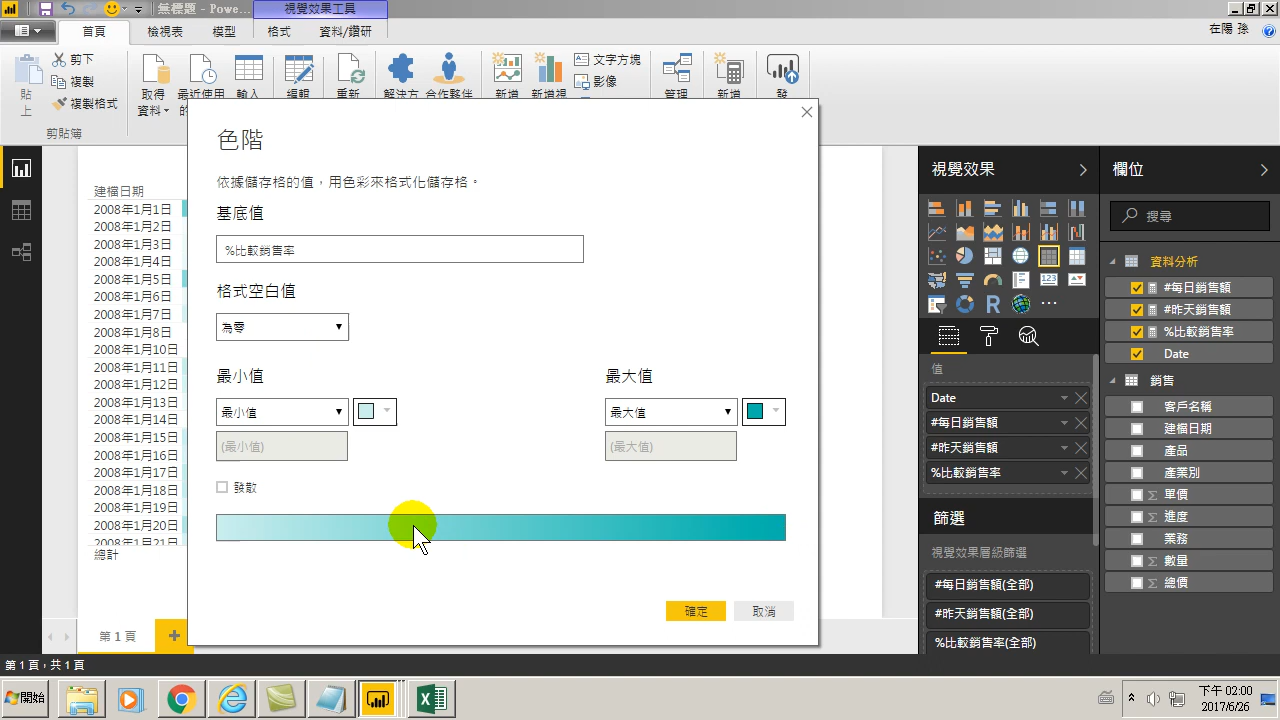 無標題 - Powe...
視覺效果工具
首頁
檢視表
模型
格式
資料/鑽研
在陽 孫
貼上
剪下
複製
複製格式
剪貼簿
取得資料
最近使用
輸入
編輯
重新
解決方
合作夥伴
新增
新增視
文字方塊
影像
管理
新增
發
色階
依據儲存格的值，用色彩來格式化儲存格。
基底值
%比較銷售率
格式空白值
為零
最小值
最大值
最小值
最大值
(最小值)
(最大值)
發散
確定
取消
建檔日期
2008年1月1日
2008年1月2日
2008年1月3日
2008年1月4日
2008年1月5日
2008年1月6日
2008年1月7日
2008年1月8日
2008年1月10日
2008年1月11日
2008年1月12日
2008年1月13日
2008年1月14日
2008年1月15日
2008年1月16日
2008年1月17日
2008年1月18日
2008年1月19日
2008年1月20日
2008年1月21日
總計
視覺效果
R
123
值
Date
#每日銷售額
#昨天銷售額
%比較銷售率
篩選
視覺效果層級篩選
#每日銷售額(全部)
#昨天銷售額(全部)
%比較銷售率(全部)
欄位
搜尋
資料分析
#每日銷售額
#昨天銷售額
%比較銷售率
Date
銷售
客戶名稱
建檔日期
產品
產業別
Σ 單價
Σ 進度
業務
Σ 數量
Σ 總價
第 1 頁
第 1 頁，共 1 頁
開始
下午 02:00
2017/6/26